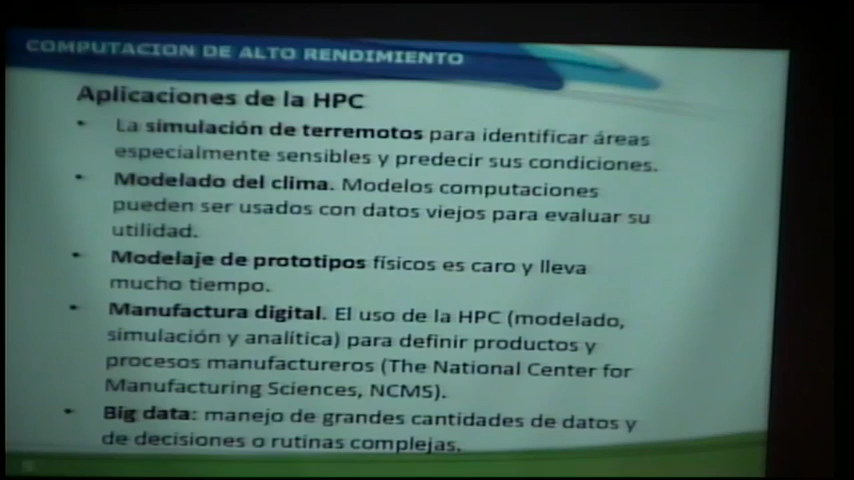 COMPUTACION DE ALTO RENDIMIENTO
Aplicaciones de la HPC
• La simulación de terremotos para identificar áreas
especialmente sensibles y predecir sus condiciones.
• Modelado del clima. Modelos computaciones
pueden ser usados con datos viejos para evaluar su
utilidad.
• Modelaje de prototipos físicos es caro y lleva
mucho tiempo.
• Manufactura digital. El uso de la HPC (modelado,
simulación y analítica) para definir productos y
procesos manufactureros (The National Center for
Manufacturing Sciences, NCMS).
• Big data: manejo de grandes cantidades de datos y
de decisiones o rutinas complejas.